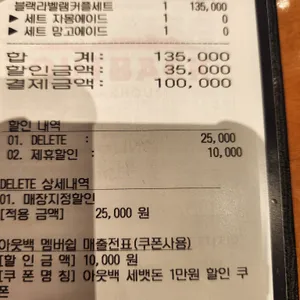 블랙라벨램커플세트 1 135,000
▶ 세트 자몽에이드 1 0
▶ 세트 망고에이드 1 0
합 계: 135,000
할인금액: 35,000
결제금액: 100,000
할인 내역
01. DELETE : 25,000
02. 제휴할인 : 10,000
DELETE 상세내역
01. 매장지정할인
[적용 금액] 25,000 원
아웃백 멤버쉽 매출전표(쿠폰사용)
[할 인 금 액] 10,000 원
[쿠 폰 명 칭] 아웃백 세뱃돈 1만원 할인 쿠
폰